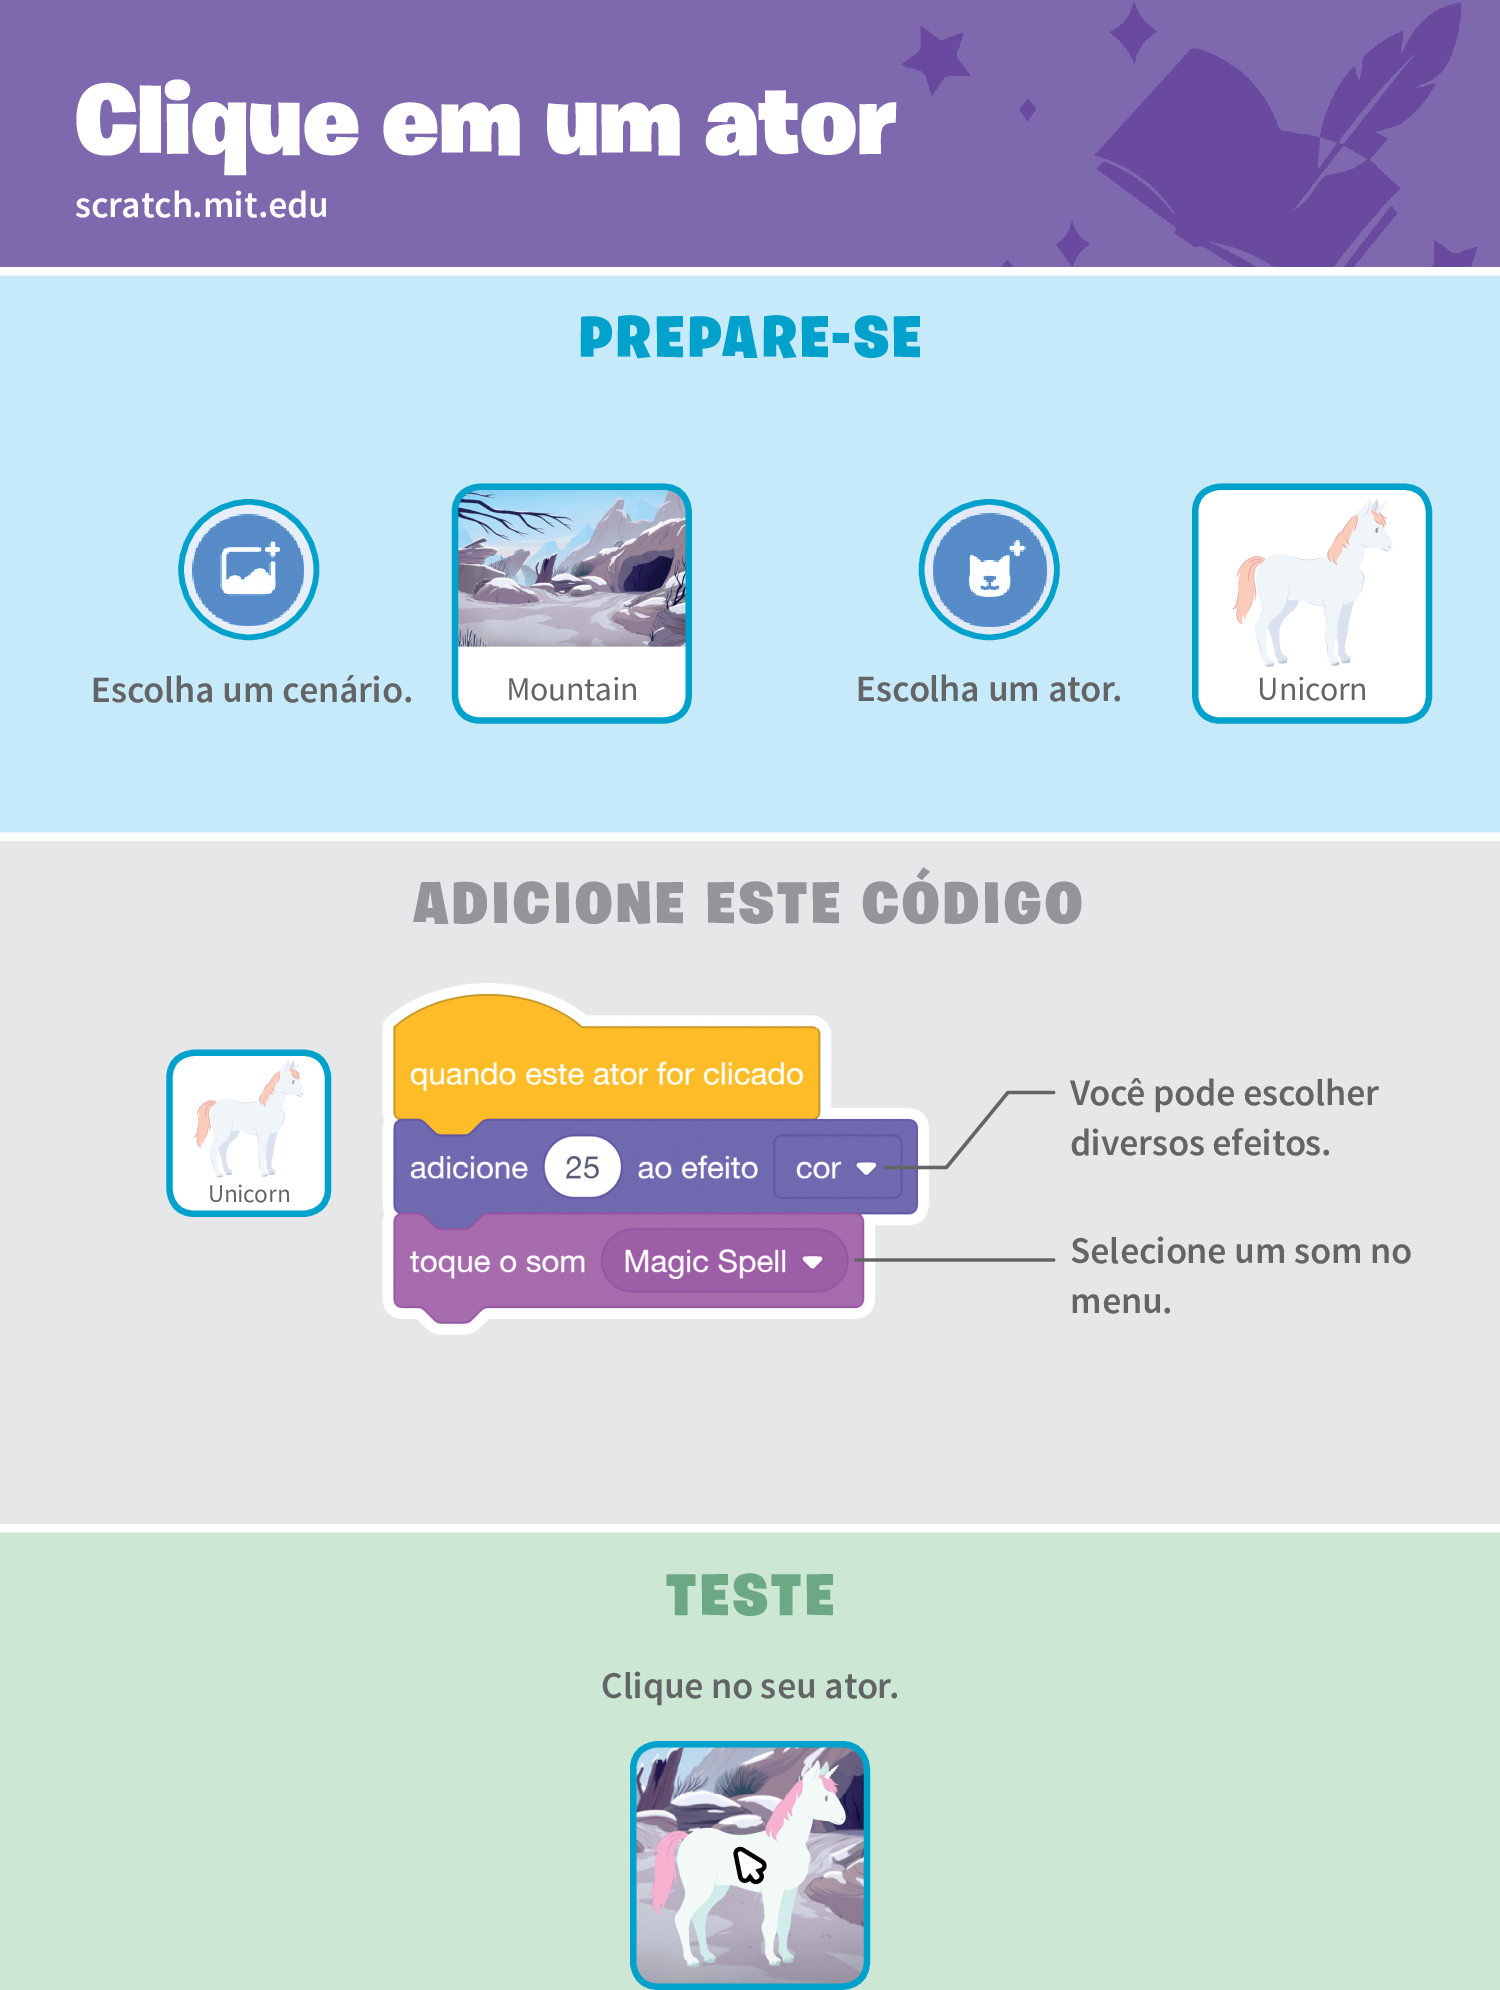 Clique em um ator
scratch.mit.edu
PREPARE-SE
Escolha um cenário.
Mountain
Escolha um ator.
Unicorn
ADICIONE ESTE CÓDIGO
Unicorn
quando este ator for clicado
adicione 25 ao efeito cor
toque o som Magic Spell
Você pode escolher
diversos efeitos.
Selecione um som no
menu.
TESTE
Clique no seu ator.